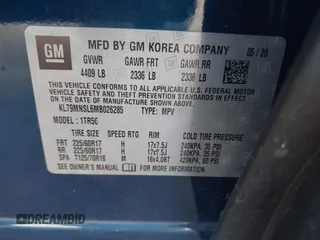 GM
MFD BY GM KOREA COMPANY 05/20
GVWR GAWR FRT GAWR RR
4409 LB 2336 LB 2336 LB
THIS VEHICLE CONFORMS TO ALL APPLICABLE U.S.
FEDERAL MOTOR VEHICLE SAFETY, BUMPER, AND THEFT
PREVENTION STANDARDS IN EFFECT ON THE DATE OF
MANUFACTURE SHOWN ABOVE.
KL79MNSL6MB026285 TYPE: MPV
MODEL: 1TR56
TIRE SIZE SPEED RTG RIM COLD TIRE PRESSURE
FRT 225/60R17 H 17x7.5J 240KPA, 35 PSI
RR 225/60R17 H 17x7.5J 240KPA, 35 PSI
SPA T125/70R16 M 16x4.0BT 420KPA, 60 PSI
SEE OWNER'S MANUAL FOR ADDITIONAL INFORMATION
DREAMBID